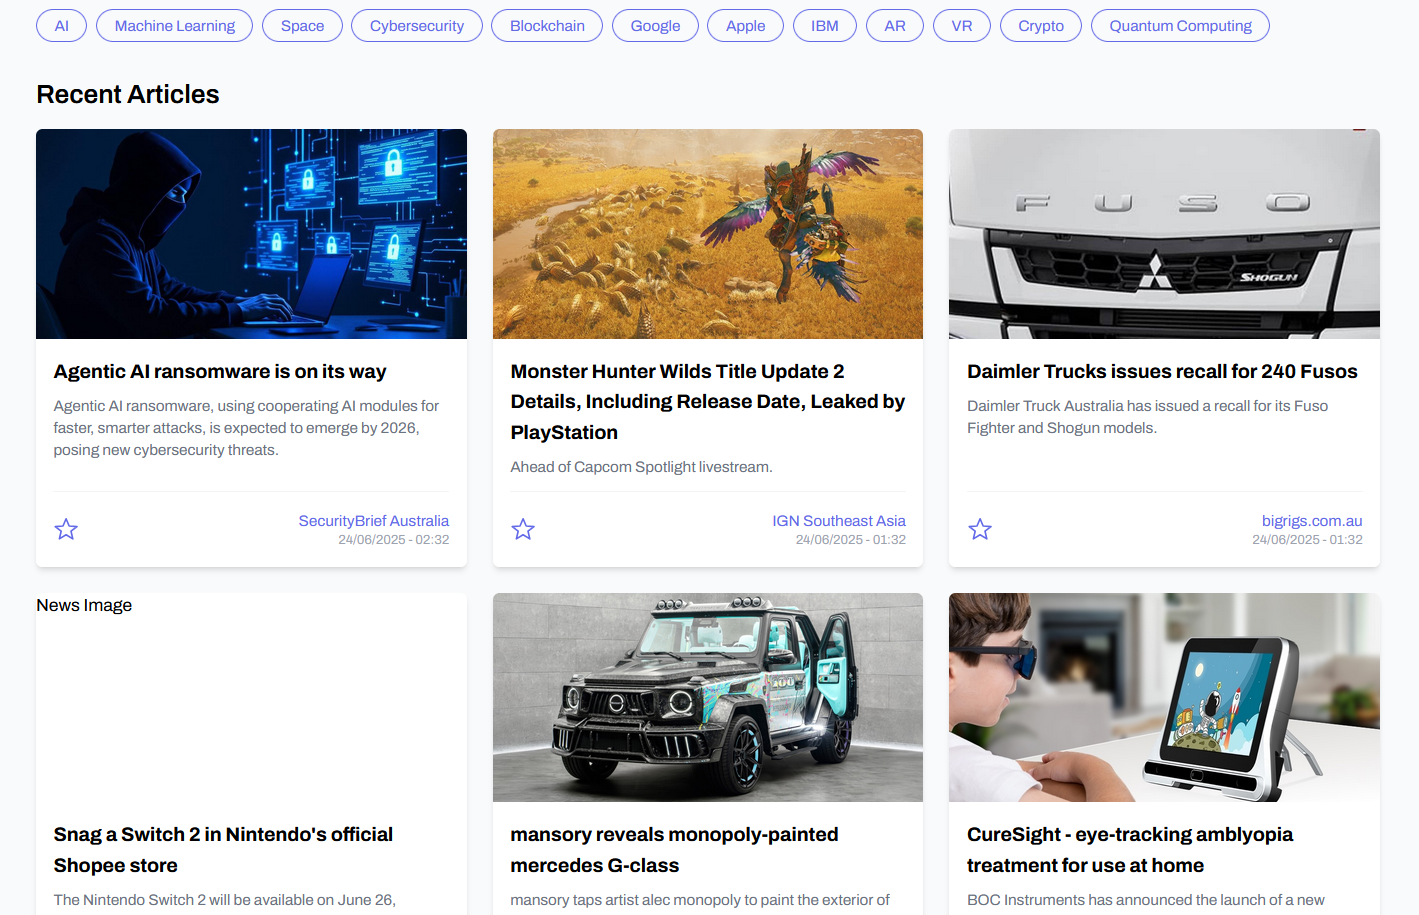 AI Machine Learning Space Cybersecurity Blockchain Google Apple IBM AR VR Crypto Quantum Computing
Recent Articles
FUSO
SHOGUN
Agentic AI ransomware is on its way
Agentic AI ransomware, using cooperating AI modules for
faster, smarter attacks, is expected to emerge by 2026,
posing new cybersecurity threats.
SecurityBrief Australia
24/06/2025 - 02:32
Monster Hunter Wilds Title Update 2
Details, Including Release Date, Leaked by
PlayStation
Ahead of Capcom Spotlight livestream.
IGN Southeast Asia
24/06/2025 - 01:32
Daimler Trucks issues recall for 240 Fusos
Daimler Truck Australia has issued a recall for its Fuso
Fighter and Shogun models.
bigrigs.com.au
24/06/2025 - 01:32
News Image
Snag a Switch 2 in Nintendo's official
Shopee store
The Nintendo Switch 2 will be available on June 26,
mansory reveals monopoly-painted
mercedes G-class
mansory taps artist alec monopoly to paint the exterior of
CureSight - eye-tracking amblyopia
treatment for use at home
BOC Instruments has announced the launch of a new